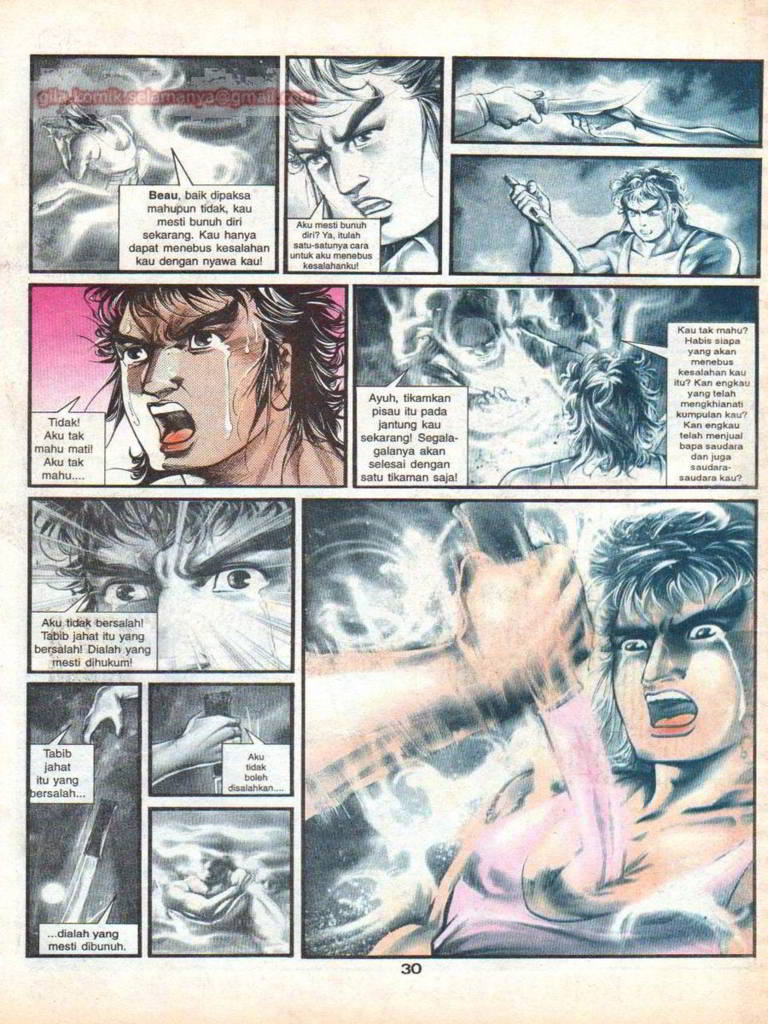 gila-komik-selamanya@gmail.com
Beau, baik dipaksa
mahupun tidak, kau
mesti bunuh diri
sekarang. Kau hanya
dapat menebus kesalahan
kau dengan nyawa kau!
Aku mesti bunuh
diri? Ya, itulah
satu-satunya cara
untuk aku menebus
kesalahanku!
Tidak!
Aku tak
mahu mati!
Aku tak
mahu....
Ayuh, tikamkan
pisau itu pada
jantung kau
sekarang! Segala-
galanya akan
selesai dengan
satu tikaman saja!
Kau tak mahu?
Habis siapa
yang akan
menebus
kesalahan kau
itu? Kan engkau
yang telah
mengkhianati
kumpulan kau?
Kan engkau
telah menjual
bapa saudara
dan juga
saudara-
saudara kau?
Aku tidak bersalah!
Tabib jahat itu yang
bersalah! Dialah yang
mesti dihukum!
Tabib
jahat
itu yang
bersalah...
...dialah yang
mesti dibunuh.
Aku
tidak
boleh
disalahkan....
30